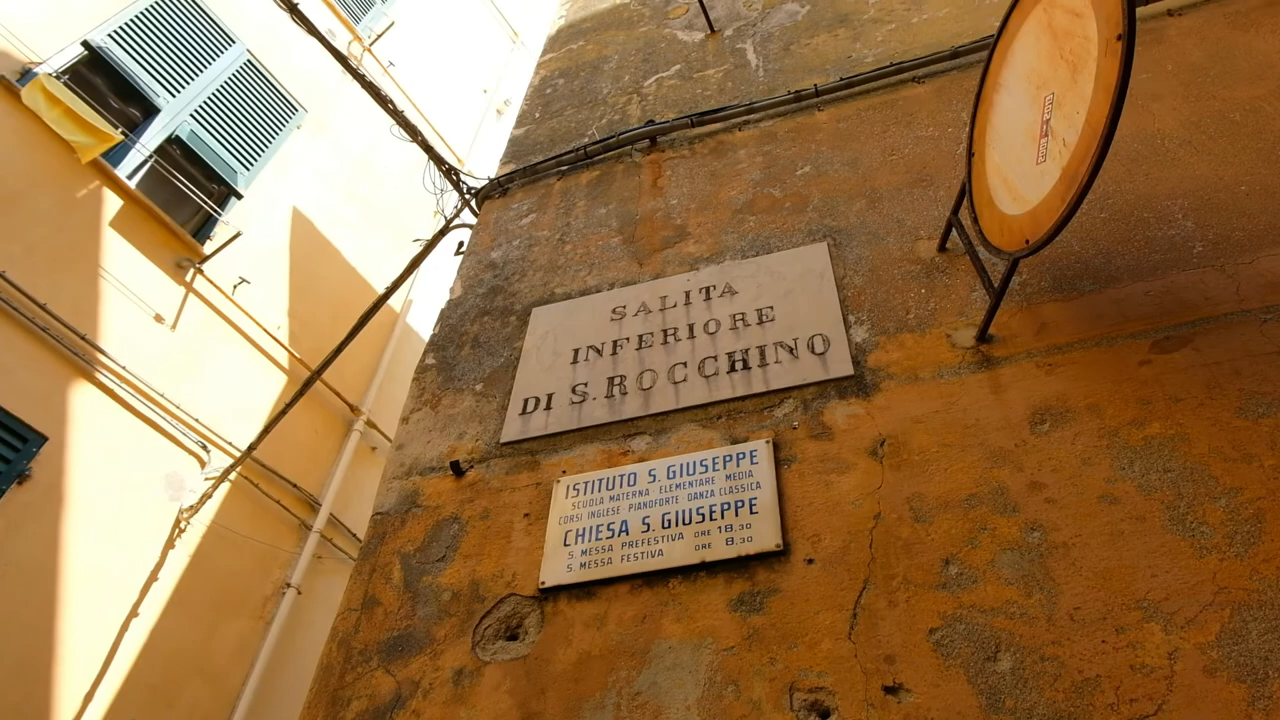 SALITA
INFERIORE
DI S. ROCCHINO
ISTITUTO S. GIUSEPPE
SCUOLA MATERNA · ELEMENTARE · MEDIA
CORSI INGLESE · PIANOFORTE · DANZA CLASSICA
CHIESA S. GIUSEPPE
S. MESSA PREFESTIVA ORE 18,30
S. MESSA FESTIVA ORE 8,30